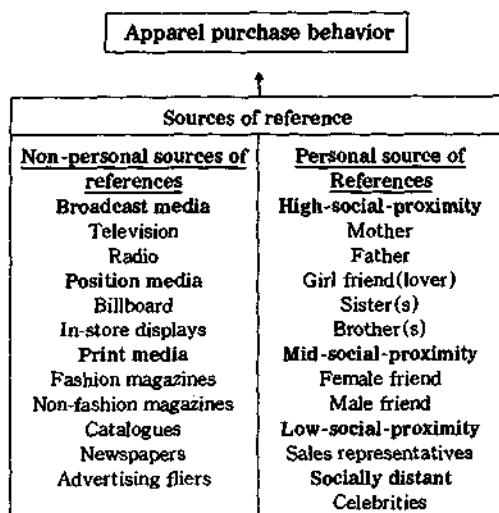 Apparel purchase behavior
Sources of reference
Non-personal sources of
references
Broadcast media
Television
Radio
Position media
Billboard
In-store displays
Print media
Fashion magazines
Non-fashion magazines
Catalogues
Newspapers
Advertising fliers
Personal source of
References
High-social-proximity
Mother
Father
Girl friend(lover)
Sister(s)
Brother(s)
Mid-social-proximity
Female friend
Male friend
Low-social-proximity
Sales representatives
Socially distant
Celebrities